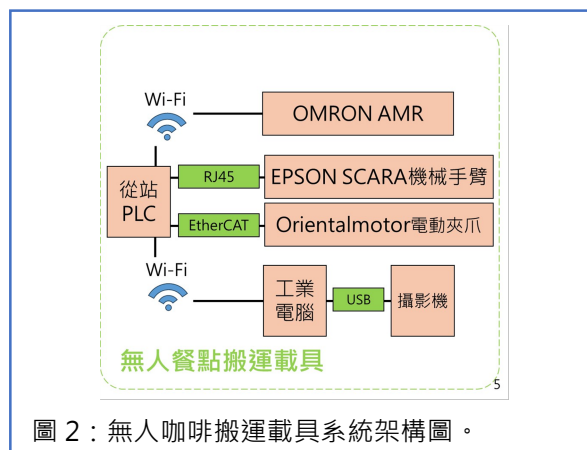 Wi-Fi
OMRON AMR
從站
PLC
RJ45
EPSON SCARA機械手臂
EtherCAT
Orientalmotor電動夾爪
Wi-Fi
工業
電腦
USB
攝影機
無人餐點搬運載具
5
圖 2：無人咖啡搬運載具系統架構圖。